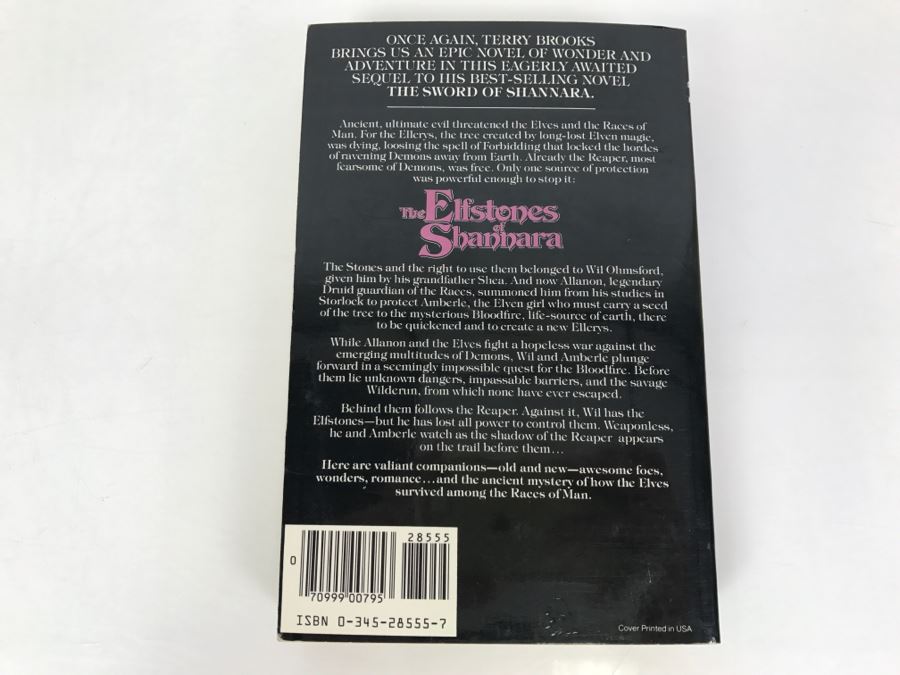 ONCE AGAIN, TERRY BROOKS
BRINGS US AN EPIC NOVEL OF WONDER AND
ADVENTURE IN THIS EAGERLY AWAITED
SEQUEL TO HIS BEST-SELLING NOVEL
THE SWORD OF SHANNARA.
Ancient, ultimate evil threatened the Elves and the Races of
Man. For the Ellcrys, the tree created by long-lost Elven magic,
was dying, loosing the spell of Forbidding that locked the hordes
of ravening Demons away from Earth. Already the Reaper, most
fearsome of Demons, was free. Only one source of protection
was powerful enough to stop it:
The Elfstones
of
Shannara
The Stones and the right to use them belonged to Wil Ohmsford,
given him by his grandfather Shea. And now Allanon, legendary
Druid guardian of the Races, summoned him from his studies in
Storlock to protect Amberle, the Elven girl who must carry a seed
of the tree to the mysterious Bloodfire, life-source of earth, there
to be quickened and to create a new Ellcrys.
While Allanon and the Elves fight a hopeless war against the
emerging multitudes of Demons, Wil and Amberle plunge
forward in a seemingly impossible quest for the Bloodfire. Before
them lie unknown dangers, impassable barriers, and the savage
Wilderun, from which none have ever escaped.
Behind them follows the Reaper. Against it, Wil has the
Elfstones—but he has lost all power to control them. Weaponless,
he and Amberle watch as the shadow of the Reaper appears
on the trail before them...
Here are valiant companions—old and new—awesome foes,
wonders, romance...and the ancient mystery of how the Elves
survived among the Races of Man.
28555
0
70999 00795
ISBN 0-345-28555-7
Cover Printed in USA